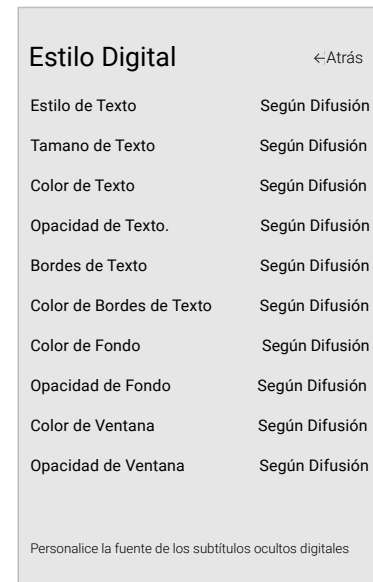 Estilo Digital ←Atrás
Estilo de Texto Según Difusión
Tamano de Texto Según Difusión
Color de Texto Según Difusión
Opacidad de Texto. Según Difusión
Bordes de Texto Según Difusión
Color de Bordes de Texto Según Difusión
Color de Fondo Según Difusión
Opacidad de Fondo Según Difusión
Color de Ventana Según Difusión
Opacidad de Ventana Según Difusión
Personalice la fuente de los subtítulos ocultos digitales